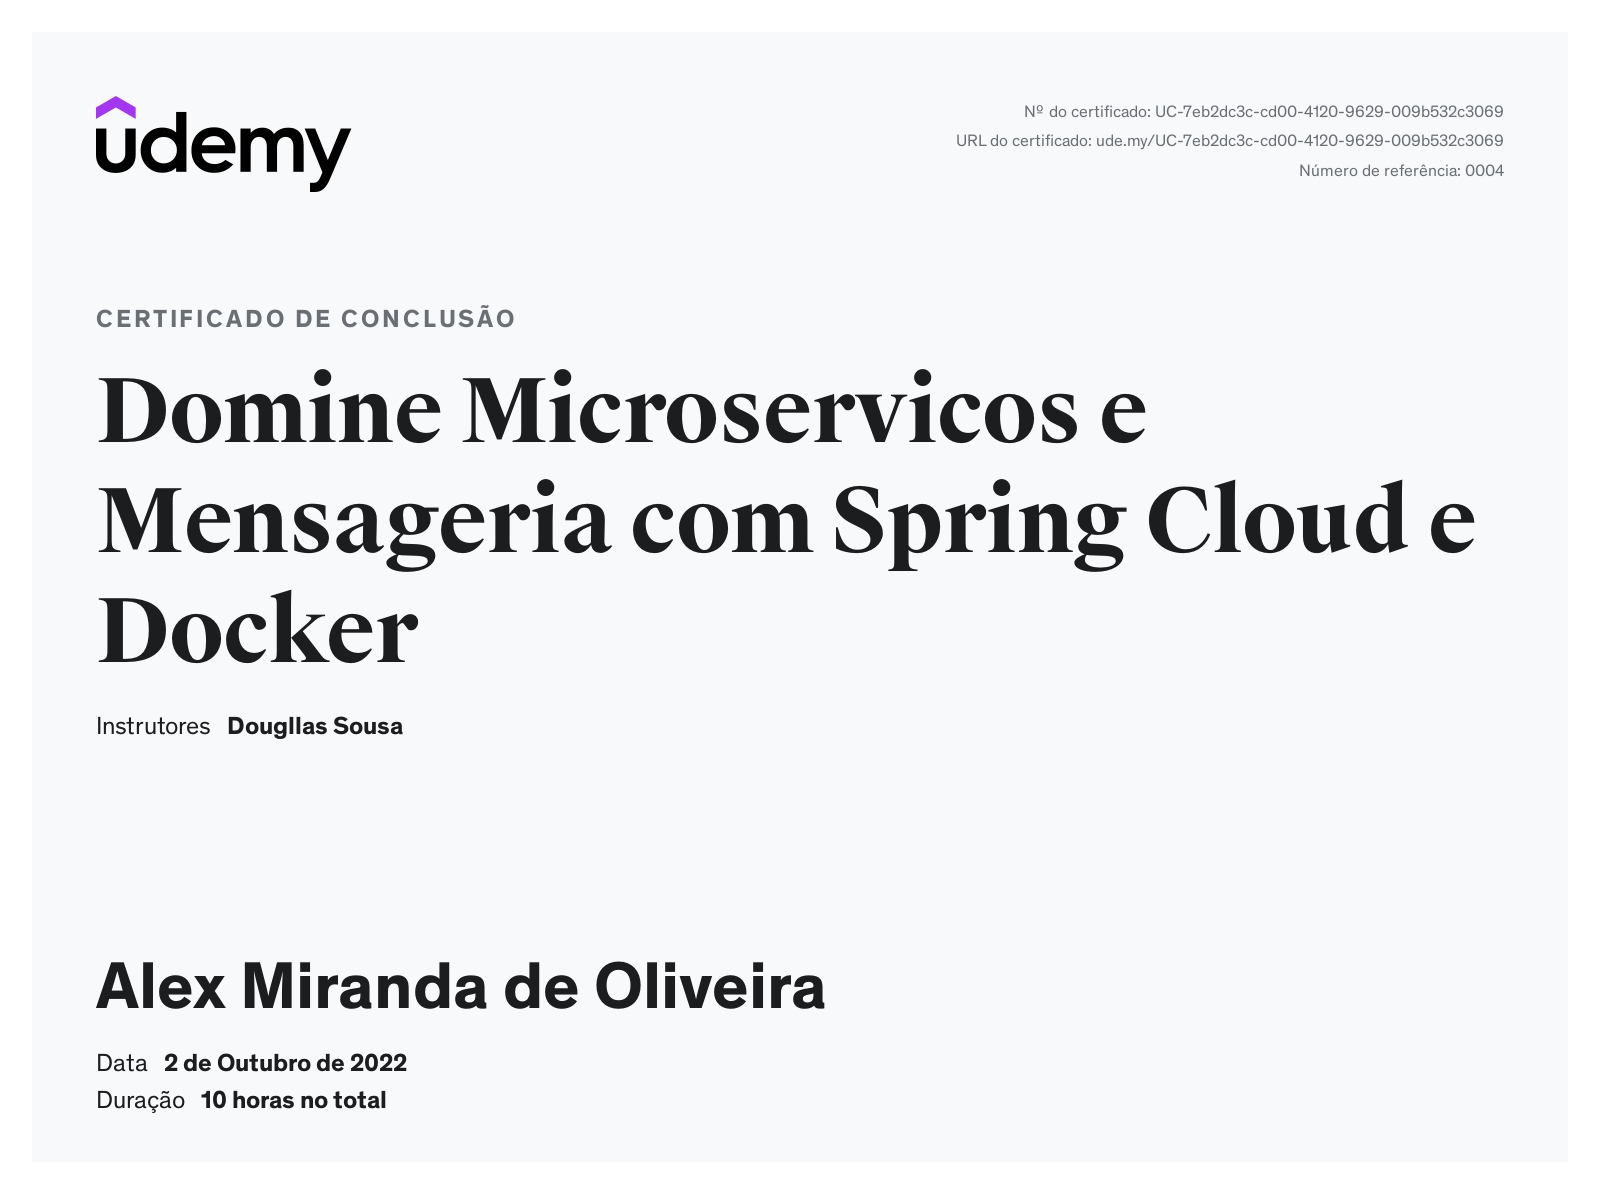 udemy
Nº do certificado: UC-7eb2dc3c-cd00-4120-9629-009b532c3069
URL do certificado: ude.my/UC-7eb2dc3c-cd00-4120-9629-009b532c3069
Número de referência: 0004
CERTIFICADO DE CONCLUSÃO
Domine Microservicos e
Mensageria com Spring Cloud e
Docker
Instrutores Dougllas Sousa
Alex Miranda de Oliveira
Data 2 de Outubro de 2022
Duração 10 horas no total